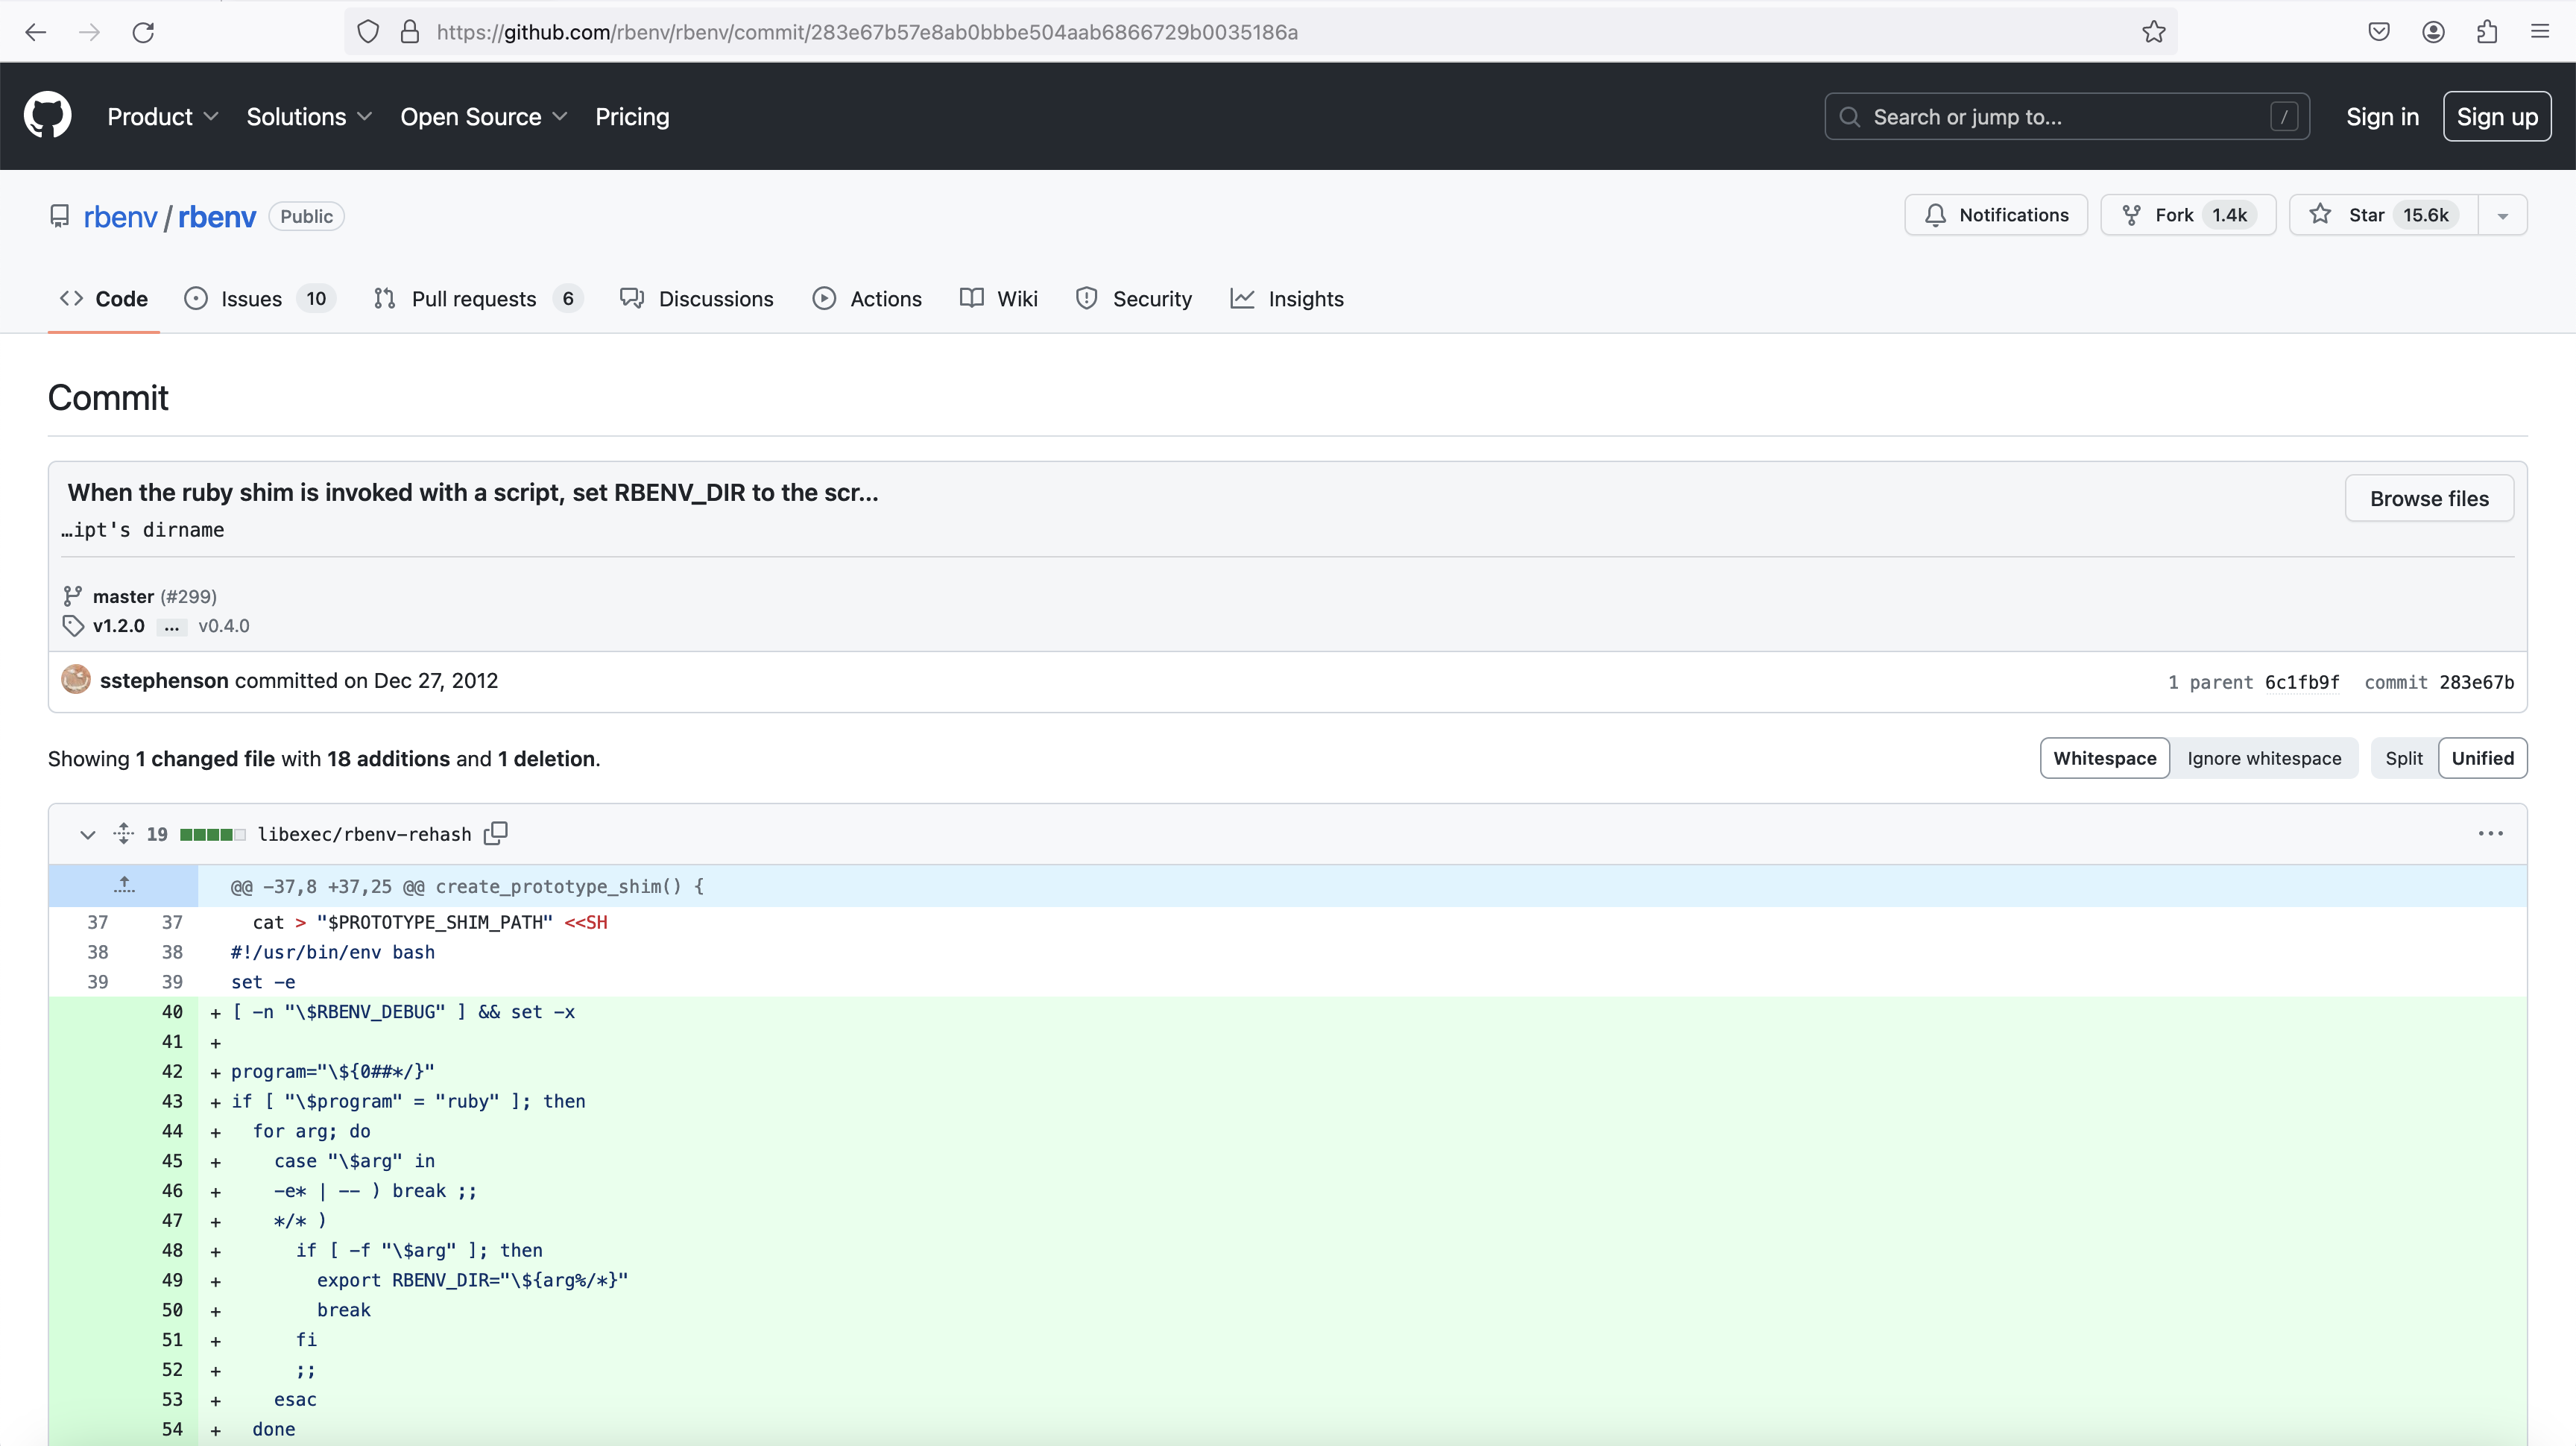 https://github.com/rbenv/rbenv/commit/283e67b57e8ab0bbbe504aab6866729b0035186a
Product Solutions Open Source Pricing Search or jump to... / Sign in Sign up
rbenv / rbenv Public Notifications Fork 1.4k Star 15.6k
Code Issues 10 Pull requests 6 Discussions Actions Wiki Security Insights
Commit
When the ruby shim is invoked with a script, set RBENV_DIR to the scr... Browse files
…ipt's dirname
master (#299)
v1.2.0 ... v0.4.0
sstephenson committed on Dec 27, 2012 1 parent 6c1fb9f commit 283e67b
Showing 1 changed file with 18 additions and 1 deletion. Whitespace Ignore whitespace Split Unified
19 libexec/rbenv-rehash
@@ -37,8 +37,25 @@ create_prototype_shim() {
37 37 cat > "$PROTOTYPE_SHIM_PATH" <<SH
38 38 #!/usr/bin/env bash
39 39 set -e
40 + [ -n "\$RBENV_DEBUG" ] && set -x
41 +
42 + program="\${0##*/}"
43 + if [ "\$program" = "ruby" ]; then
44 + for arg; do
45 + case "\$arg" in
46 + -e* | -- ) break ;;
47 + */* )
48 + if [ -f "\$arg" ]; then
49 + export RBENV_DIR="\${arg%/*}"
50 + break
51 + fi
52 + ;;
53 + esac
54 + done